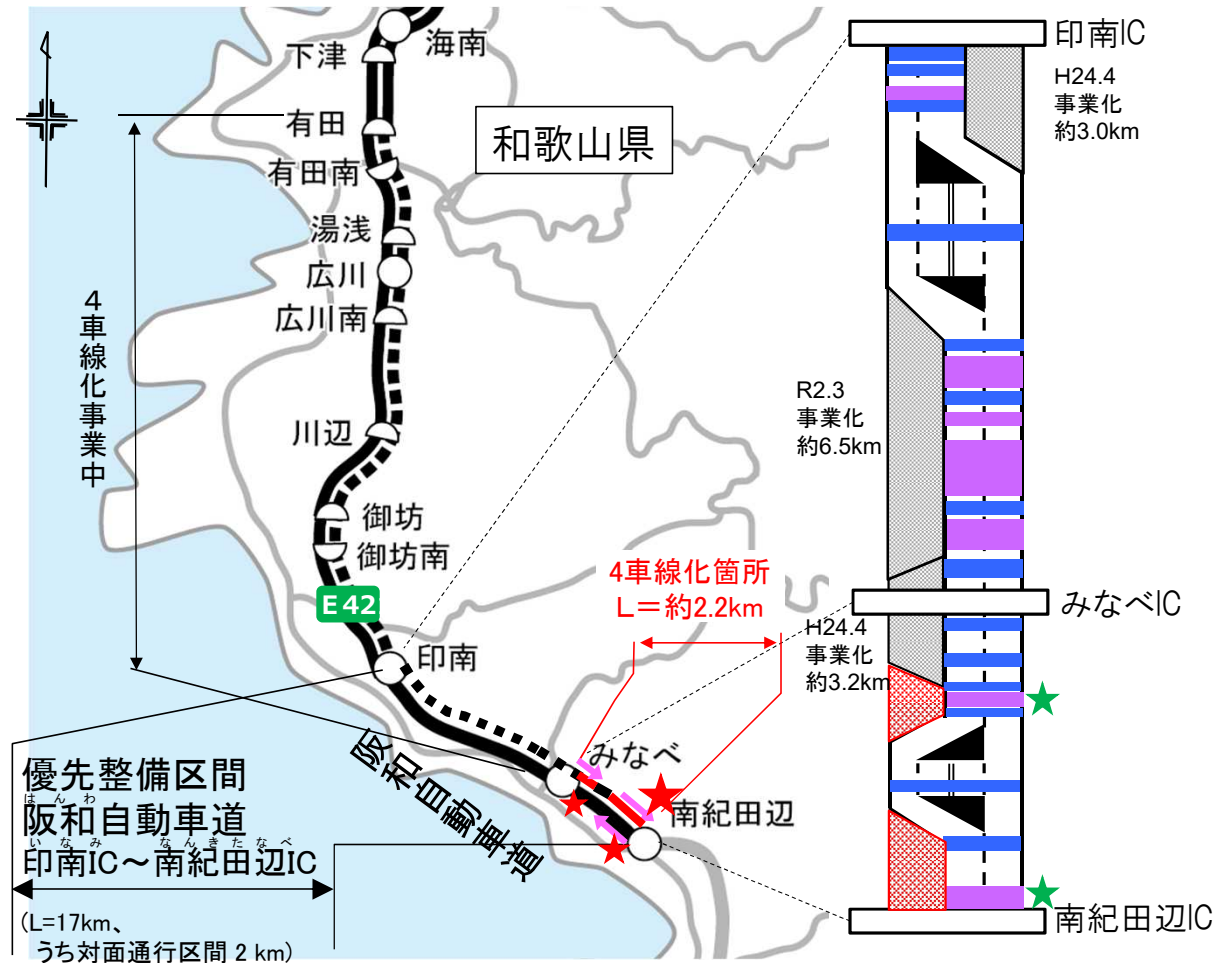 海南
下津
有田
有田南
湯浅
広川
広川南
川辺
御坊
御坊南
E42
印南
みなべ
南紀田辺
和歌山県
4車線化事業中
4車線化箇所
L=約2.2km
阪和自動車道
優先整備区間
はんわ
阪和自動車道
いなみ なんきたなべ
印南IC～南紀田辺IC
(L=17km、
うち対面通行区間 2 km)
印南IC
H24.4
事業化
約3.0km
R2.3
事業化
約6.5km
みなべIC
H24.4
事業化
約3.2km
南紀田辺IC